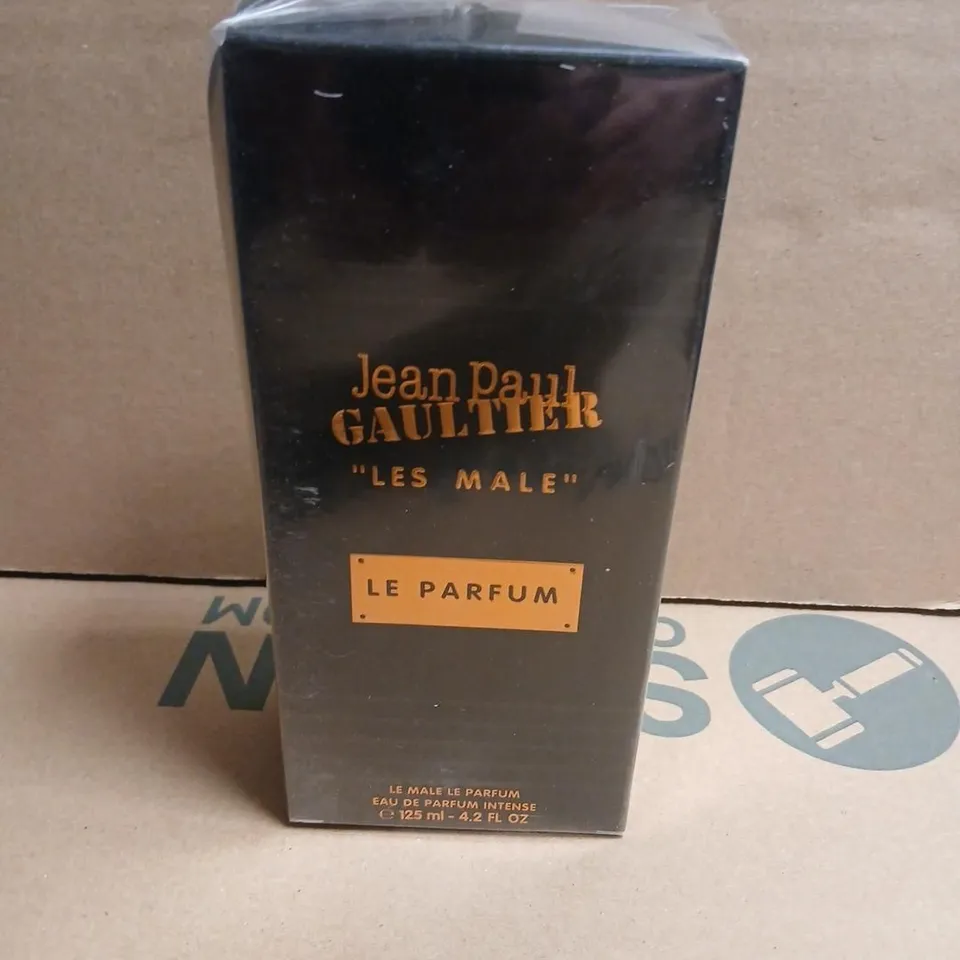 Jean Paul
GAULTIER
"LES MALE"
LE PARFUM
LE MALE LE PARFUM
EAU DE PARFUM INTENSE
℮ 125 ml - 4.2 FL OZ